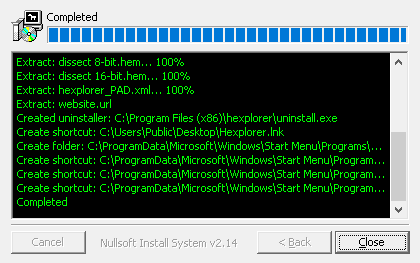 Completed
Extract: dissect 8-bit.hem... 100%
Extract: dissect 16-bit.hem... 100%
Extract: hexplorer_PAD.xml... 100%
Extract: website.url
Created uninstaller: C:\Program Files (x86)\hexplorer\uninstall.exe
Create shortcut: C:\Users\Public\Desktop\Hexplorer.lnk
Create folder: C:\ProgramData\Microsoft\Windows\Start Menu\Programs\...
Create shortcut: C:\ProgramData\Microsoft\Windows\Start Menu\Program...
Create shortcut: C:\ProgramData\Microsoft\Windows\Start Menu\Program...
Create shortcut: C:\ProgramData\Microsoft\Windows\Start Menu\Program...
Completed
Cancel Nullsoft Install System v2.14 < Back Close